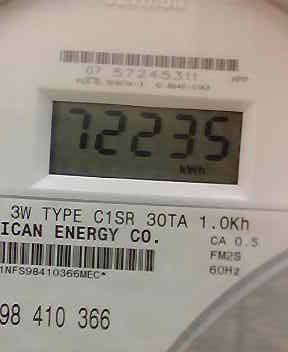 07 57245311 APP
72235
kWh
3W TYPE C1SR 30TA 1.0Kh
ICAN ENERGY CO.
CA 0.5
FM2S
1NFS98410366MEC*
60Hz
98 410 366